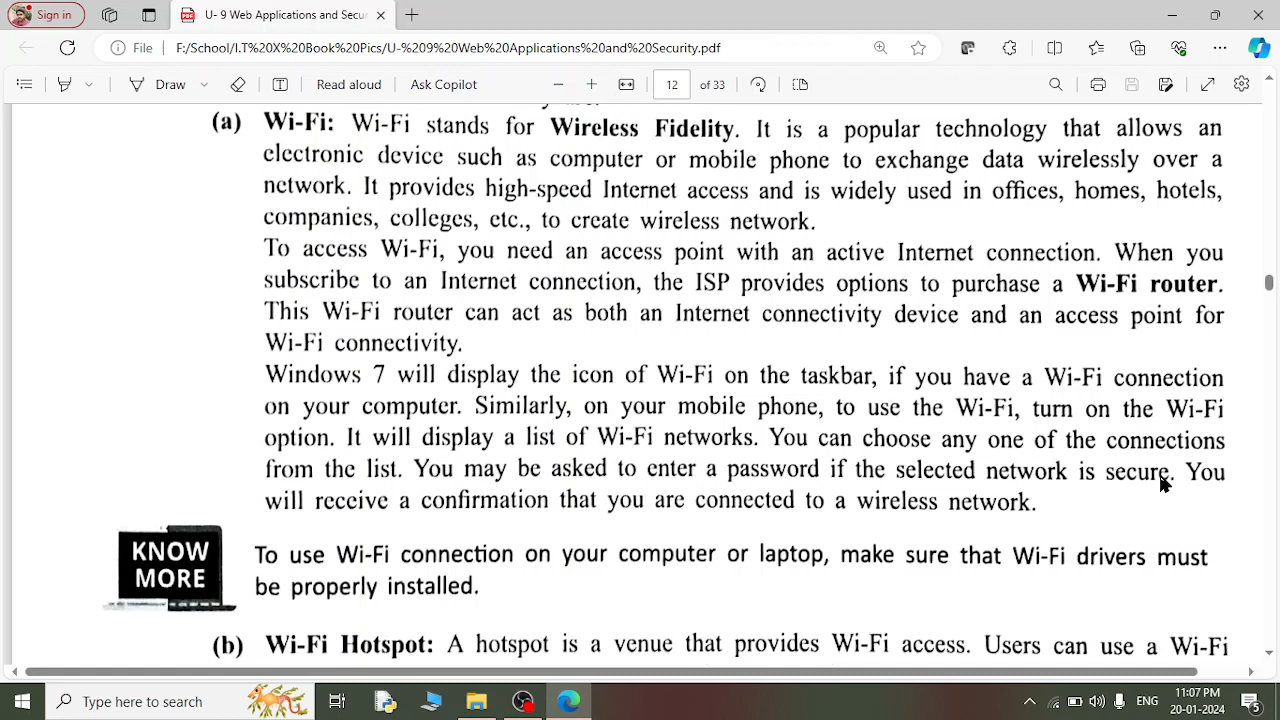 Sign in
U- 9 Web Applications and Secur
File
F:/School/I.T%20X%20Book%20Pics/U-%209%20Web%20Applications%20and%20Security.pdf
Draw
Read aloud
Ask Copilot
12 of 33
(a) Wi-Fi: Wi-Fi stands for Wireless Fidelity. It is a popular technology that allows an
electronic device such as computer or mobile phone to exchange data wirelessly over a
network. It provides high-speed Internet access and is widely used in offices, homes, hotels,
companies, colleges, etc., to create wireless network.
To access Wi-Fi, you need an access point with an active Internet connection. When you
subscribe to an Internet connection, the ISP provides options to purchase a Wi-Fi router.
This Wi-Fi router can act as both an Internet connectivity device and an access point for
Wi-Fi connectivity.
Windows 7 will display the icon of Wi-Fi on the taskbar, if you have a Wi-Fi connection
on your computer. Similarly, on your mobile phone, to use the Wi-Fi, turn on the Wi-Fi
option. It will display a list of Wi-Fi networks. You can choose any one of the connections
from the list. You may be asked to enter a password if the selected network is secure. You
will receive a confirmation that you are connected to a wireless network.
KNOW
MORE
To use Wi-Fi connection on your computer or laptop, make sure that Wi-Fi drivers must
be properly installed.
(b) Wi-Fi Hotspot: A hotspot is a venue that provides Wi-Fi access. Users can use a Wi-Fi
Type here to search
ENG
11:07 PM
20-01-2024
5